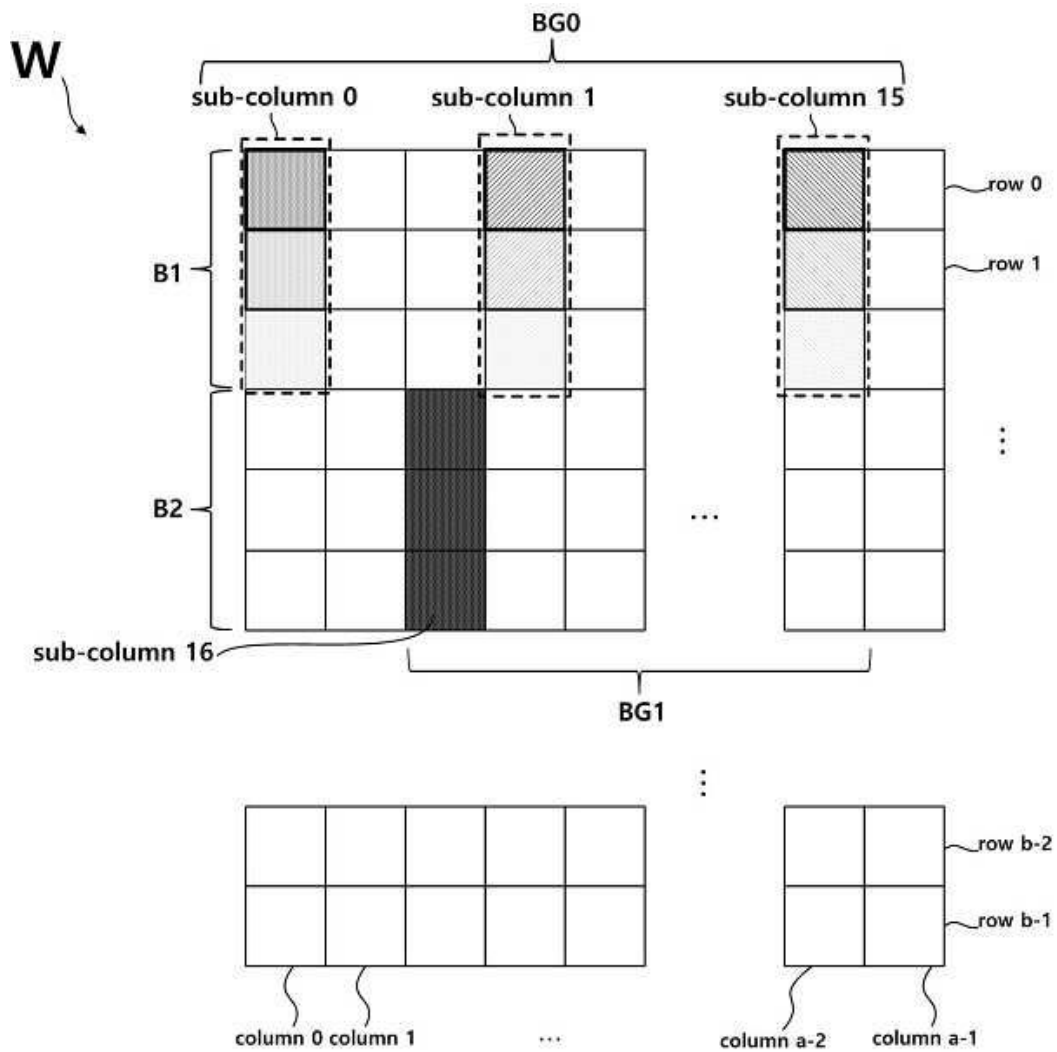 BG0
W
sub-column 0
sub-column 1
sub-column 15
row 0
B1
row 1
⋮
B2
...
sub-column 16
BG1
⋮
row b-2
row b-1
column 0 column 1 ... column a-2 column a-1